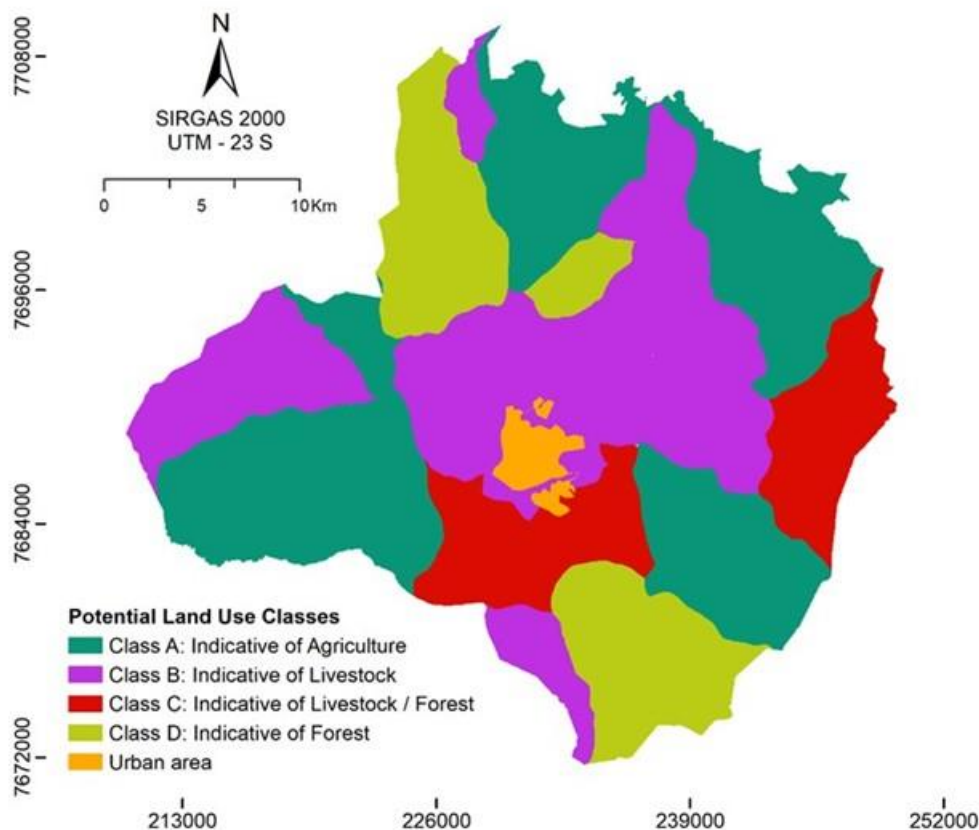 N
SIRGAS 2000
UTM - 23 S
0 5 10Km
7708000
7696000
7684000
7672000
Potential Land Use Classes
Class A: Indicative of Agriculture
Class B: Indicative of Livestock
Class C: Indicative of Livestock / Forest
Class D: Indicative of Forest
Urban area
213000 226000 239000 252000